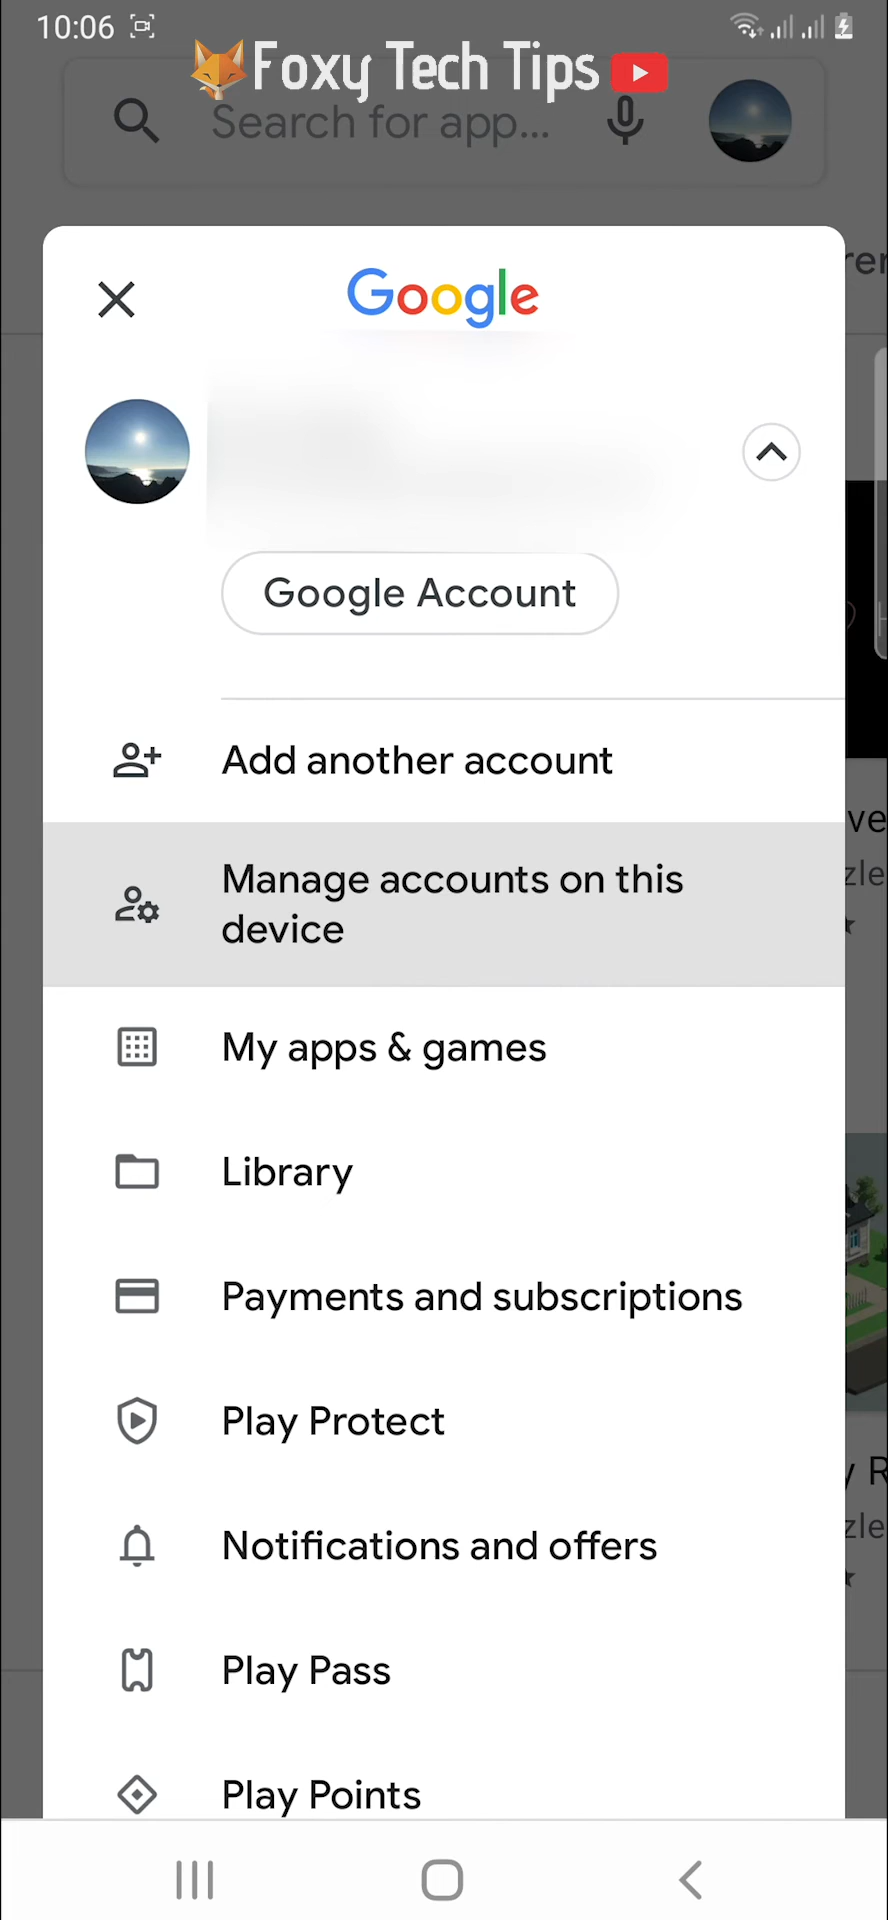 10:06
Foxy Tech Tips
Search for app...
Google
Google Account
Add another account
Manage accounts on this
device
My apps & games
Library
Payments and subscriptions
Play Protect
Notifications and offers
Play Pass
Play Points